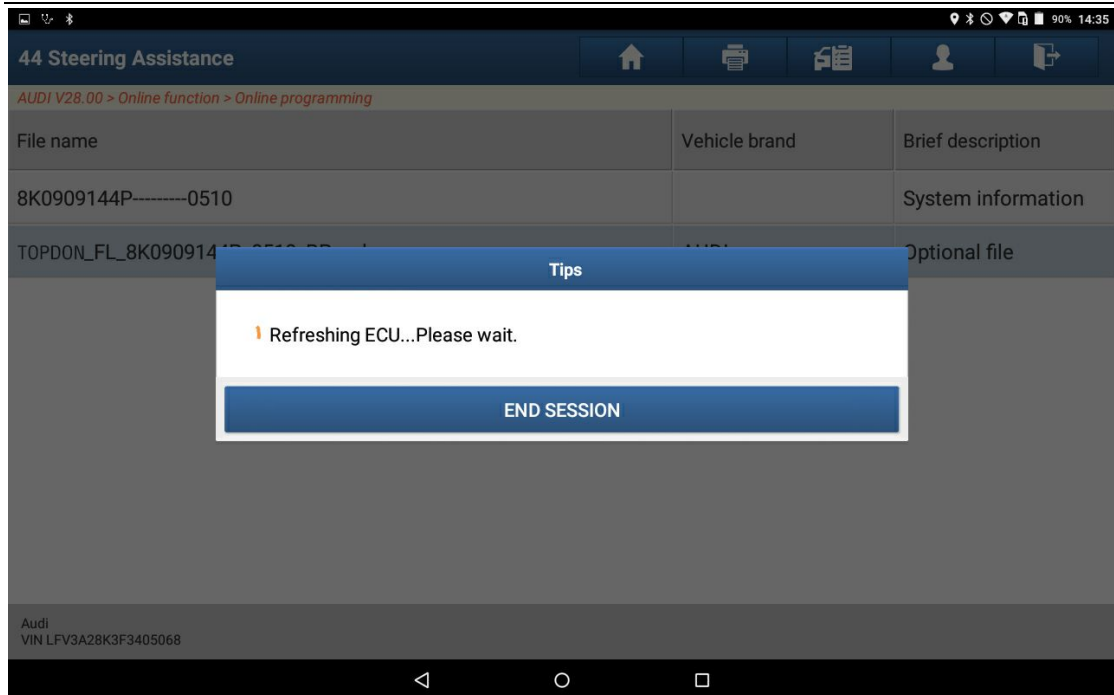 90% 14:35
44 Steering Assistance
AUDI V28.00 > Online function > Online programming
File name Vehicle brand Brief description
8K0909144P---------0510 System information
TOPDON_FL_8K090914 Optional file
Tips
Refreshing ECU...Please wait.
END SESSION
Audi
VIN LFV3A28K3F3405068